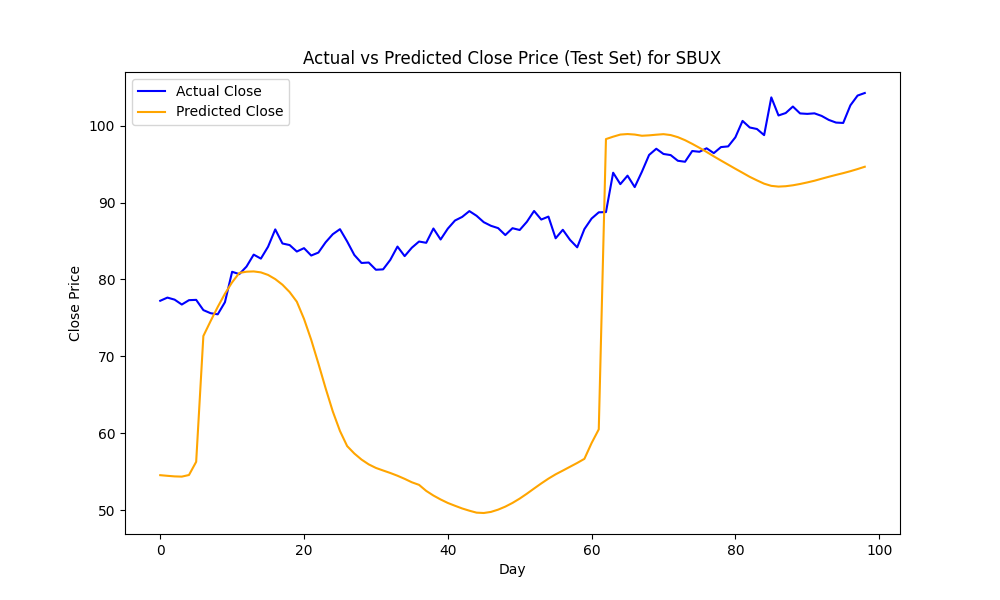 Actual vs Predicted Close Price (Test Set) for SBUX
Actual Close
Predicted Close
Close Price
100
90
80
70
60
50
0 20 40 60 80 100
Day